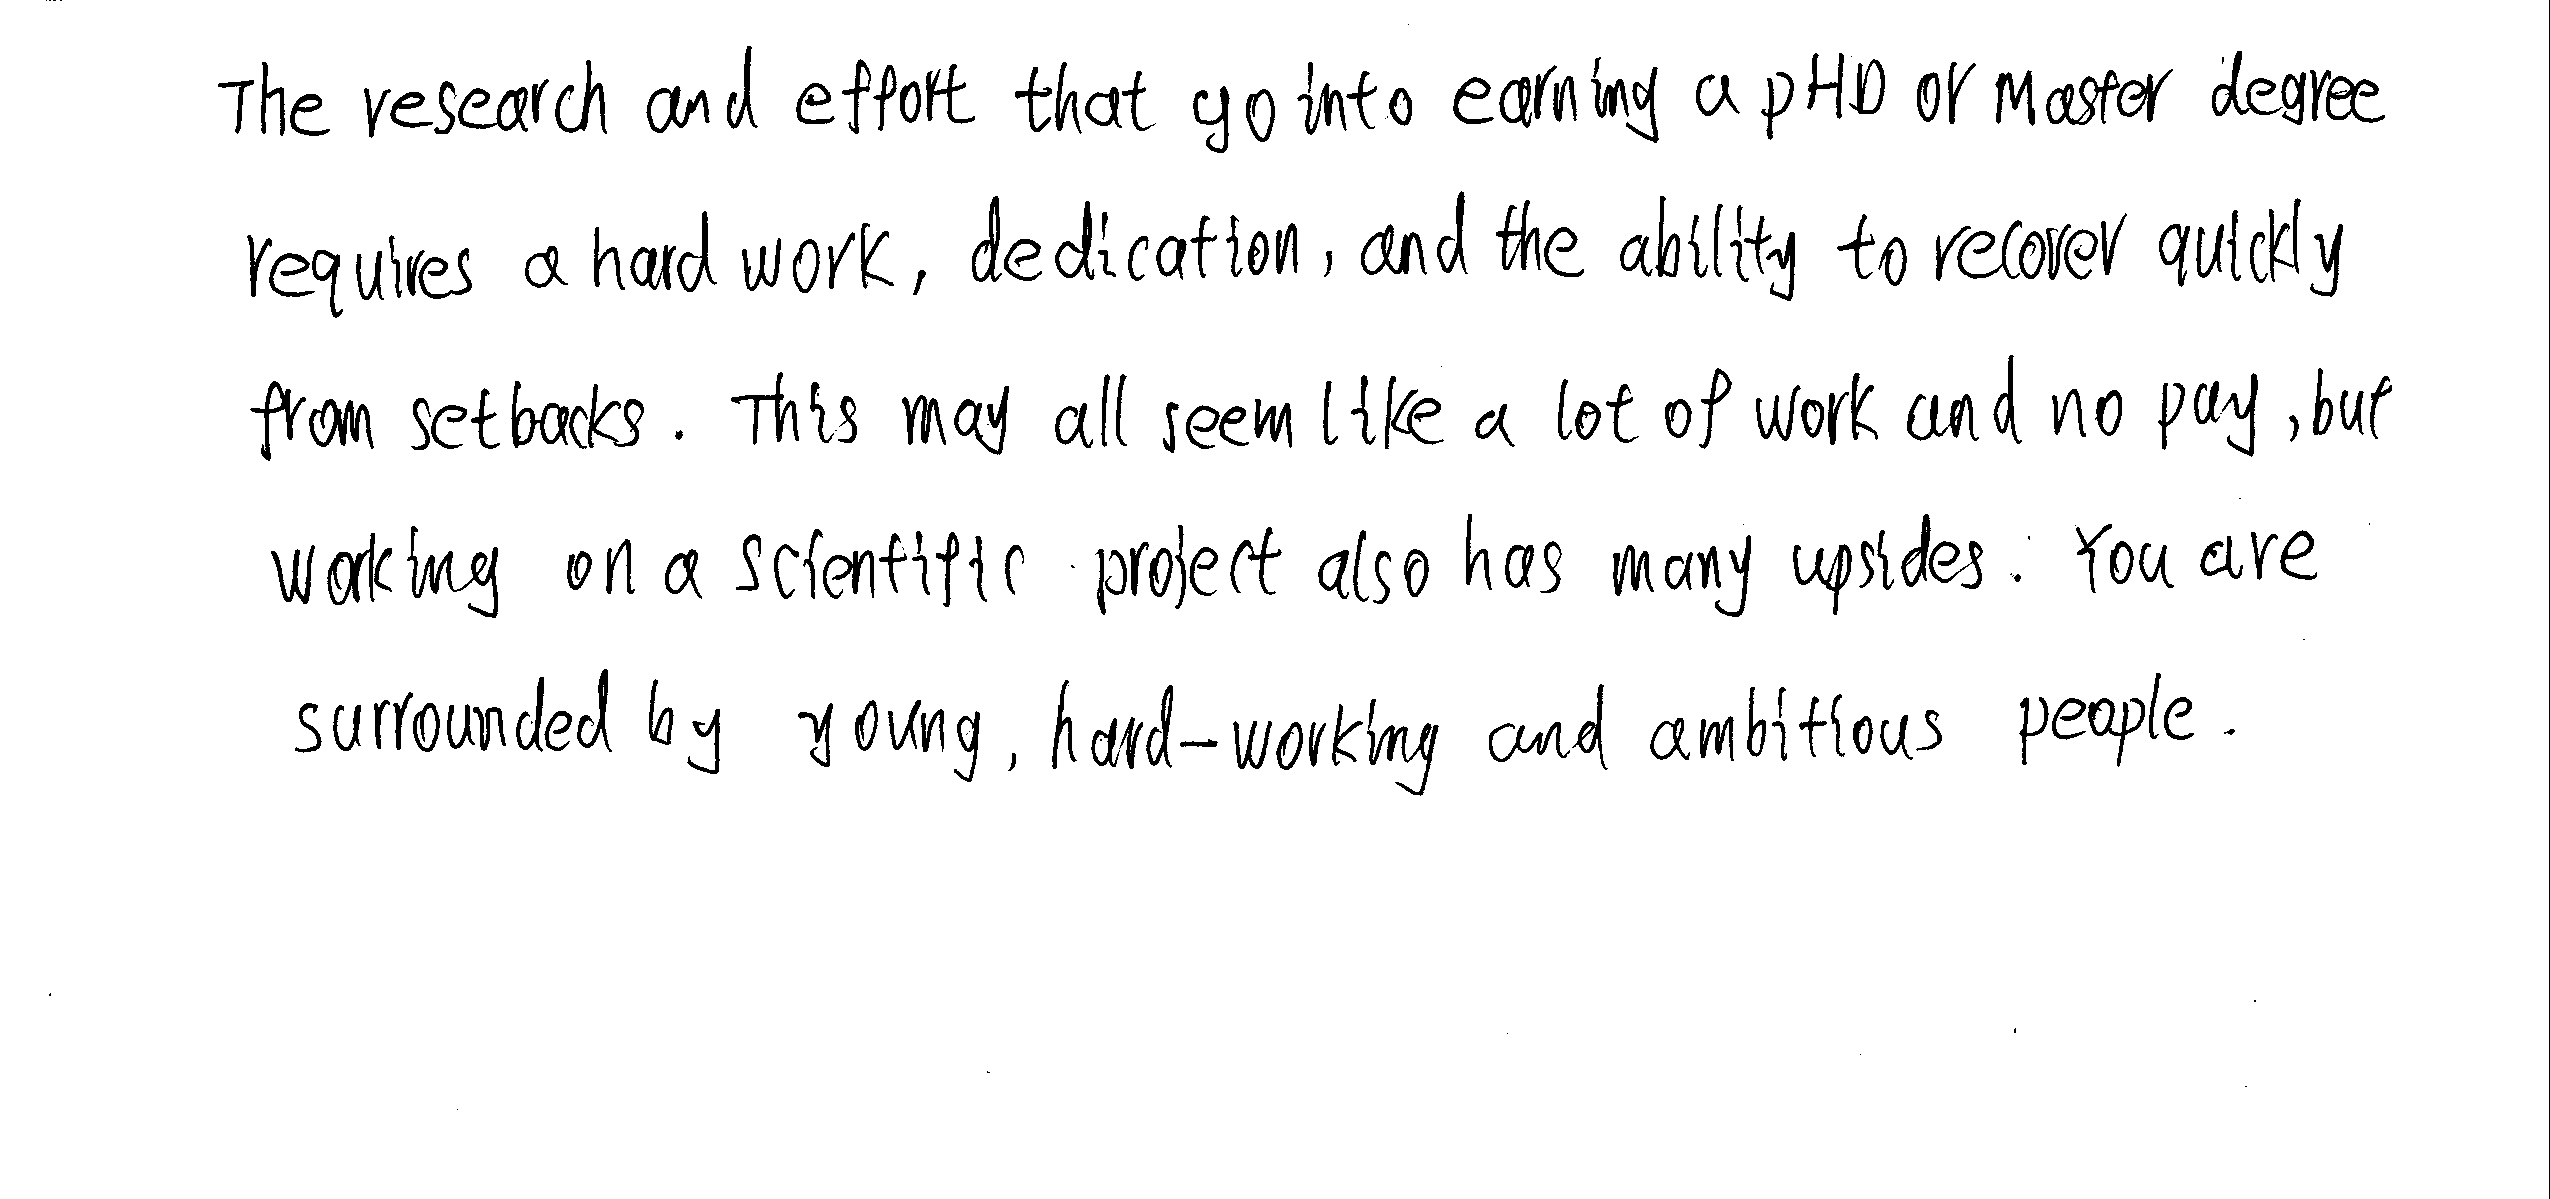 The research and effort that go into earning a pHD or Master degree
requires a hard work, dedication, and the ability to recover quickly
from setbacks. This may all seem like a lot of work and no pay, but
working on a scientific project also has many upsides. You are
surrounded by young, hard-working and ambitious people.